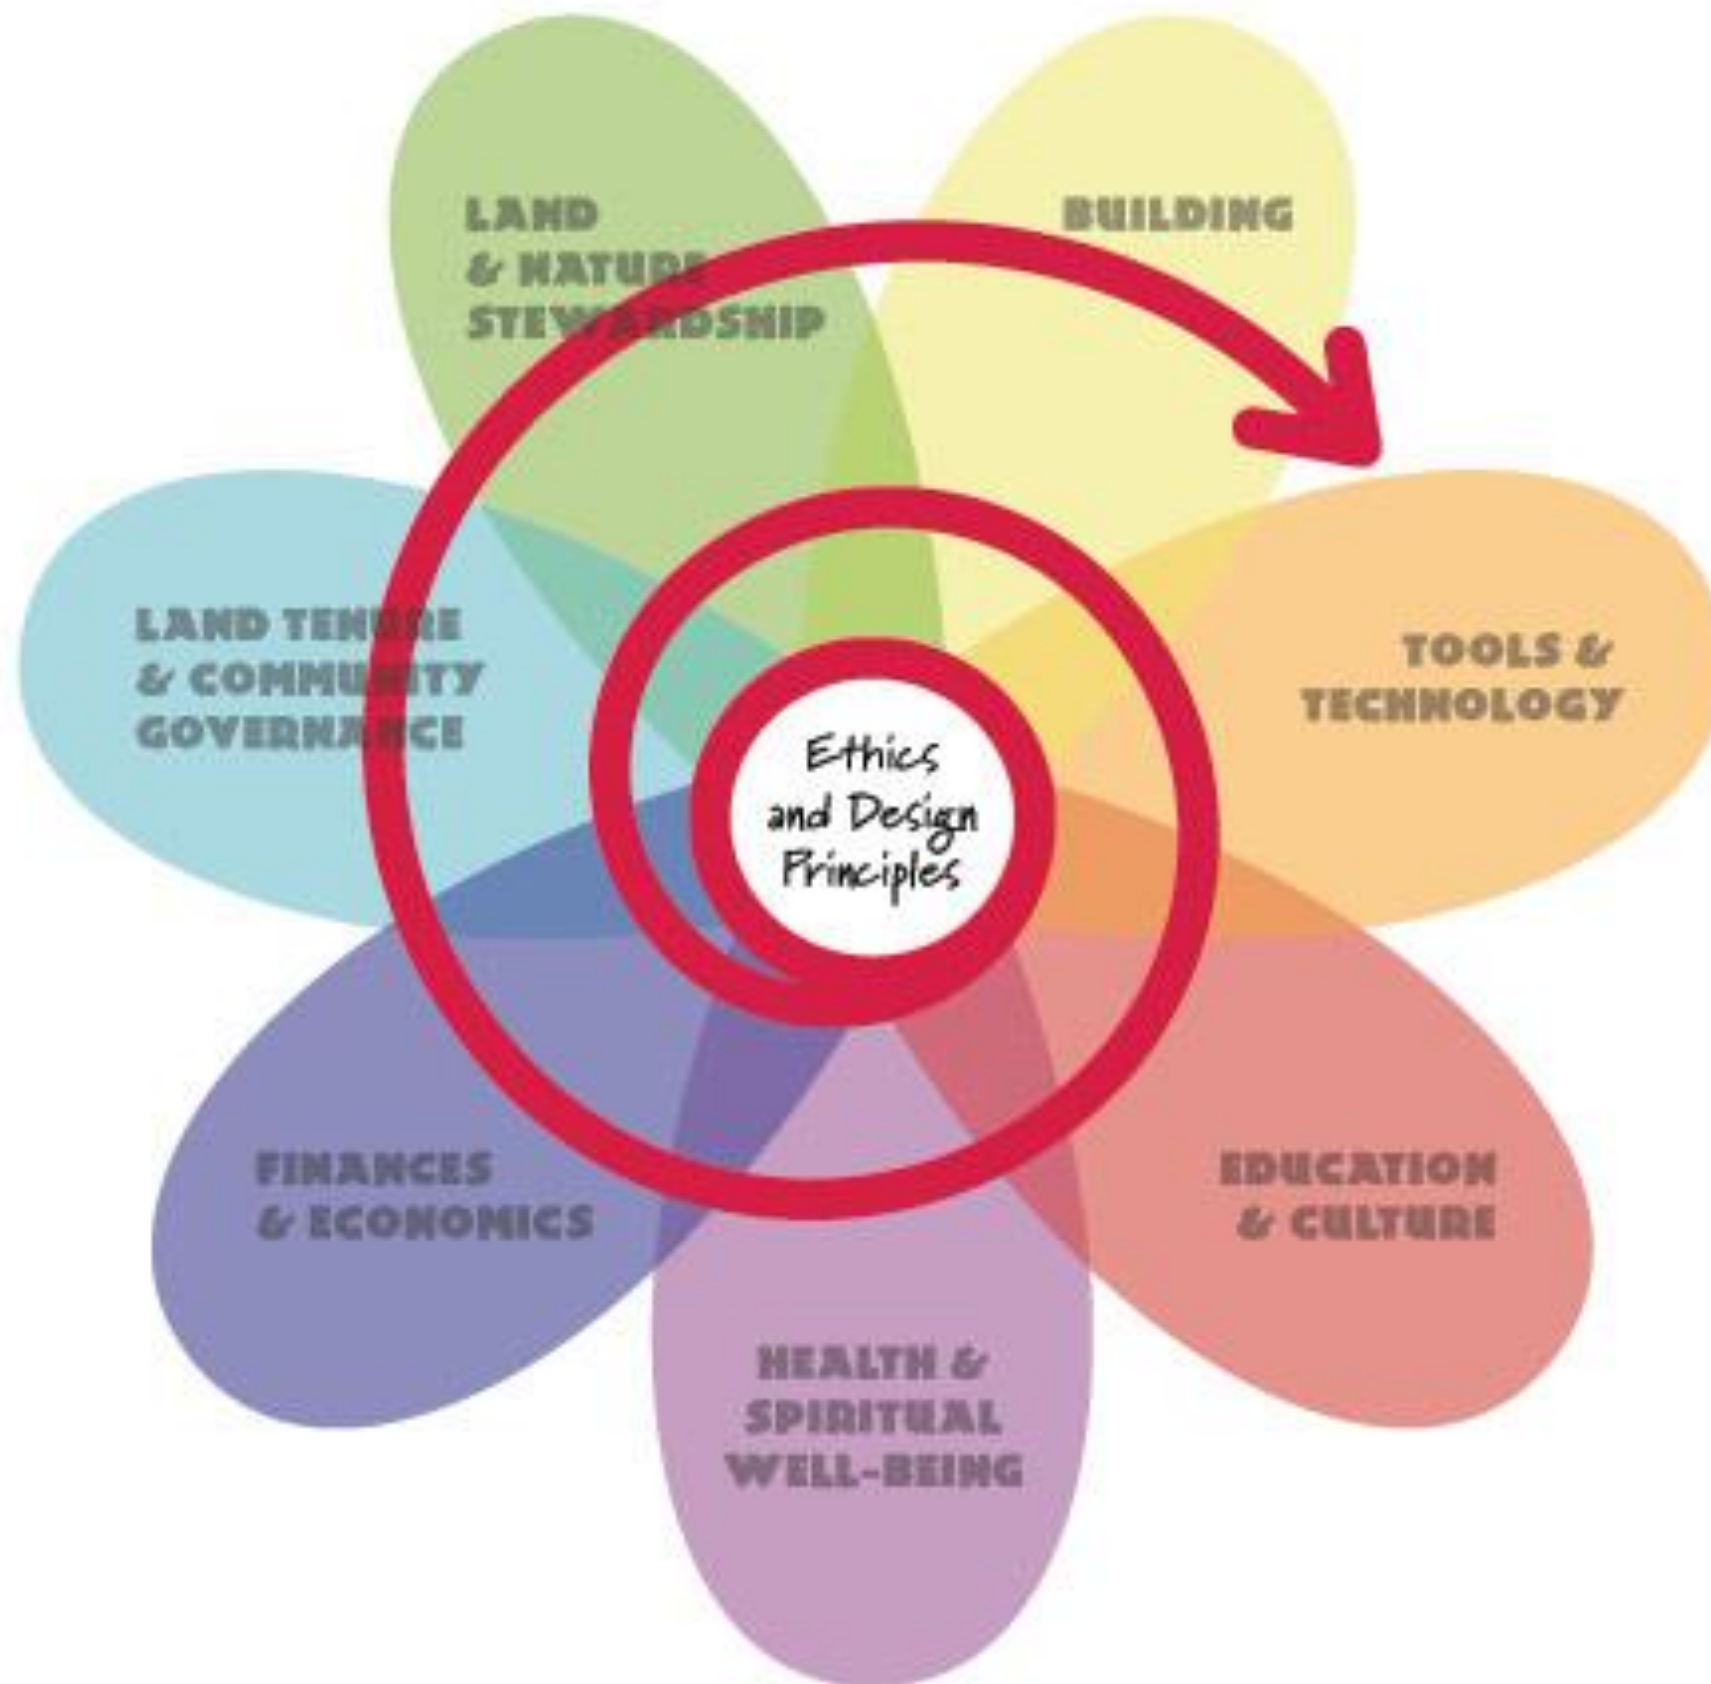 LAND
& NATURE
STEWARDSHIP
BUILDING
TOOLS &
TECHNOLOGY
EDUCATION
& CULTURE
HEALTH &
SPIRITUAL
WELL-BEING
FINANCES
& ECONOMICS
LAND TENURE
& COMMUNITY
GOVERNANCE
Ethics
and Design
Principles